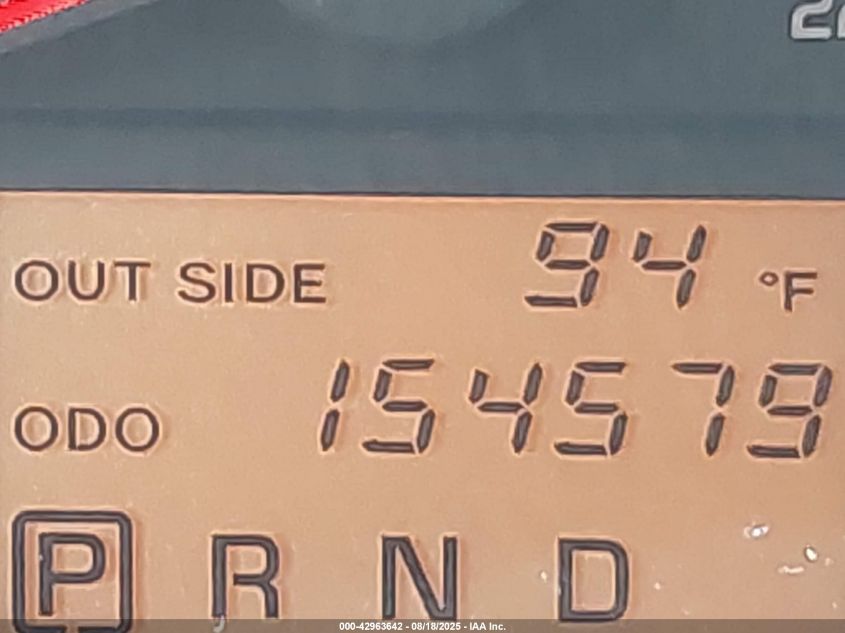 OUT SIDE 94 °F
ODO 154579
P R N D
000-42963642 - 08/18/2025 - IAA Inc.